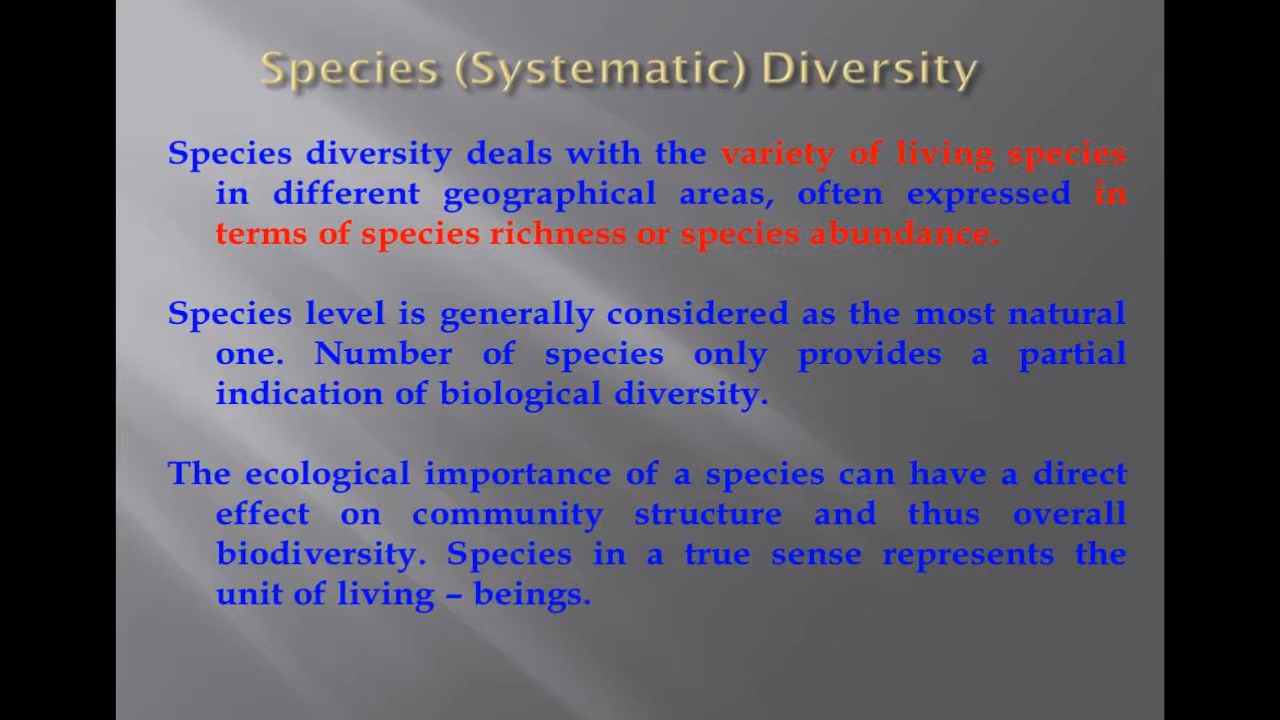 Species (Systematic) Diversity
Species diversity deals with the variety of living species
in different geographical areas, often expressed in
terms of species richness or species abundance.
Species level is generally considered as the most natural
one. Number of species only provides a partial
indication of biological diversity.
The ecological importance of a species can have a direct
effect on community structure and thus overall
biodiversity. Species in a true sense represents the
unit of living – beings.